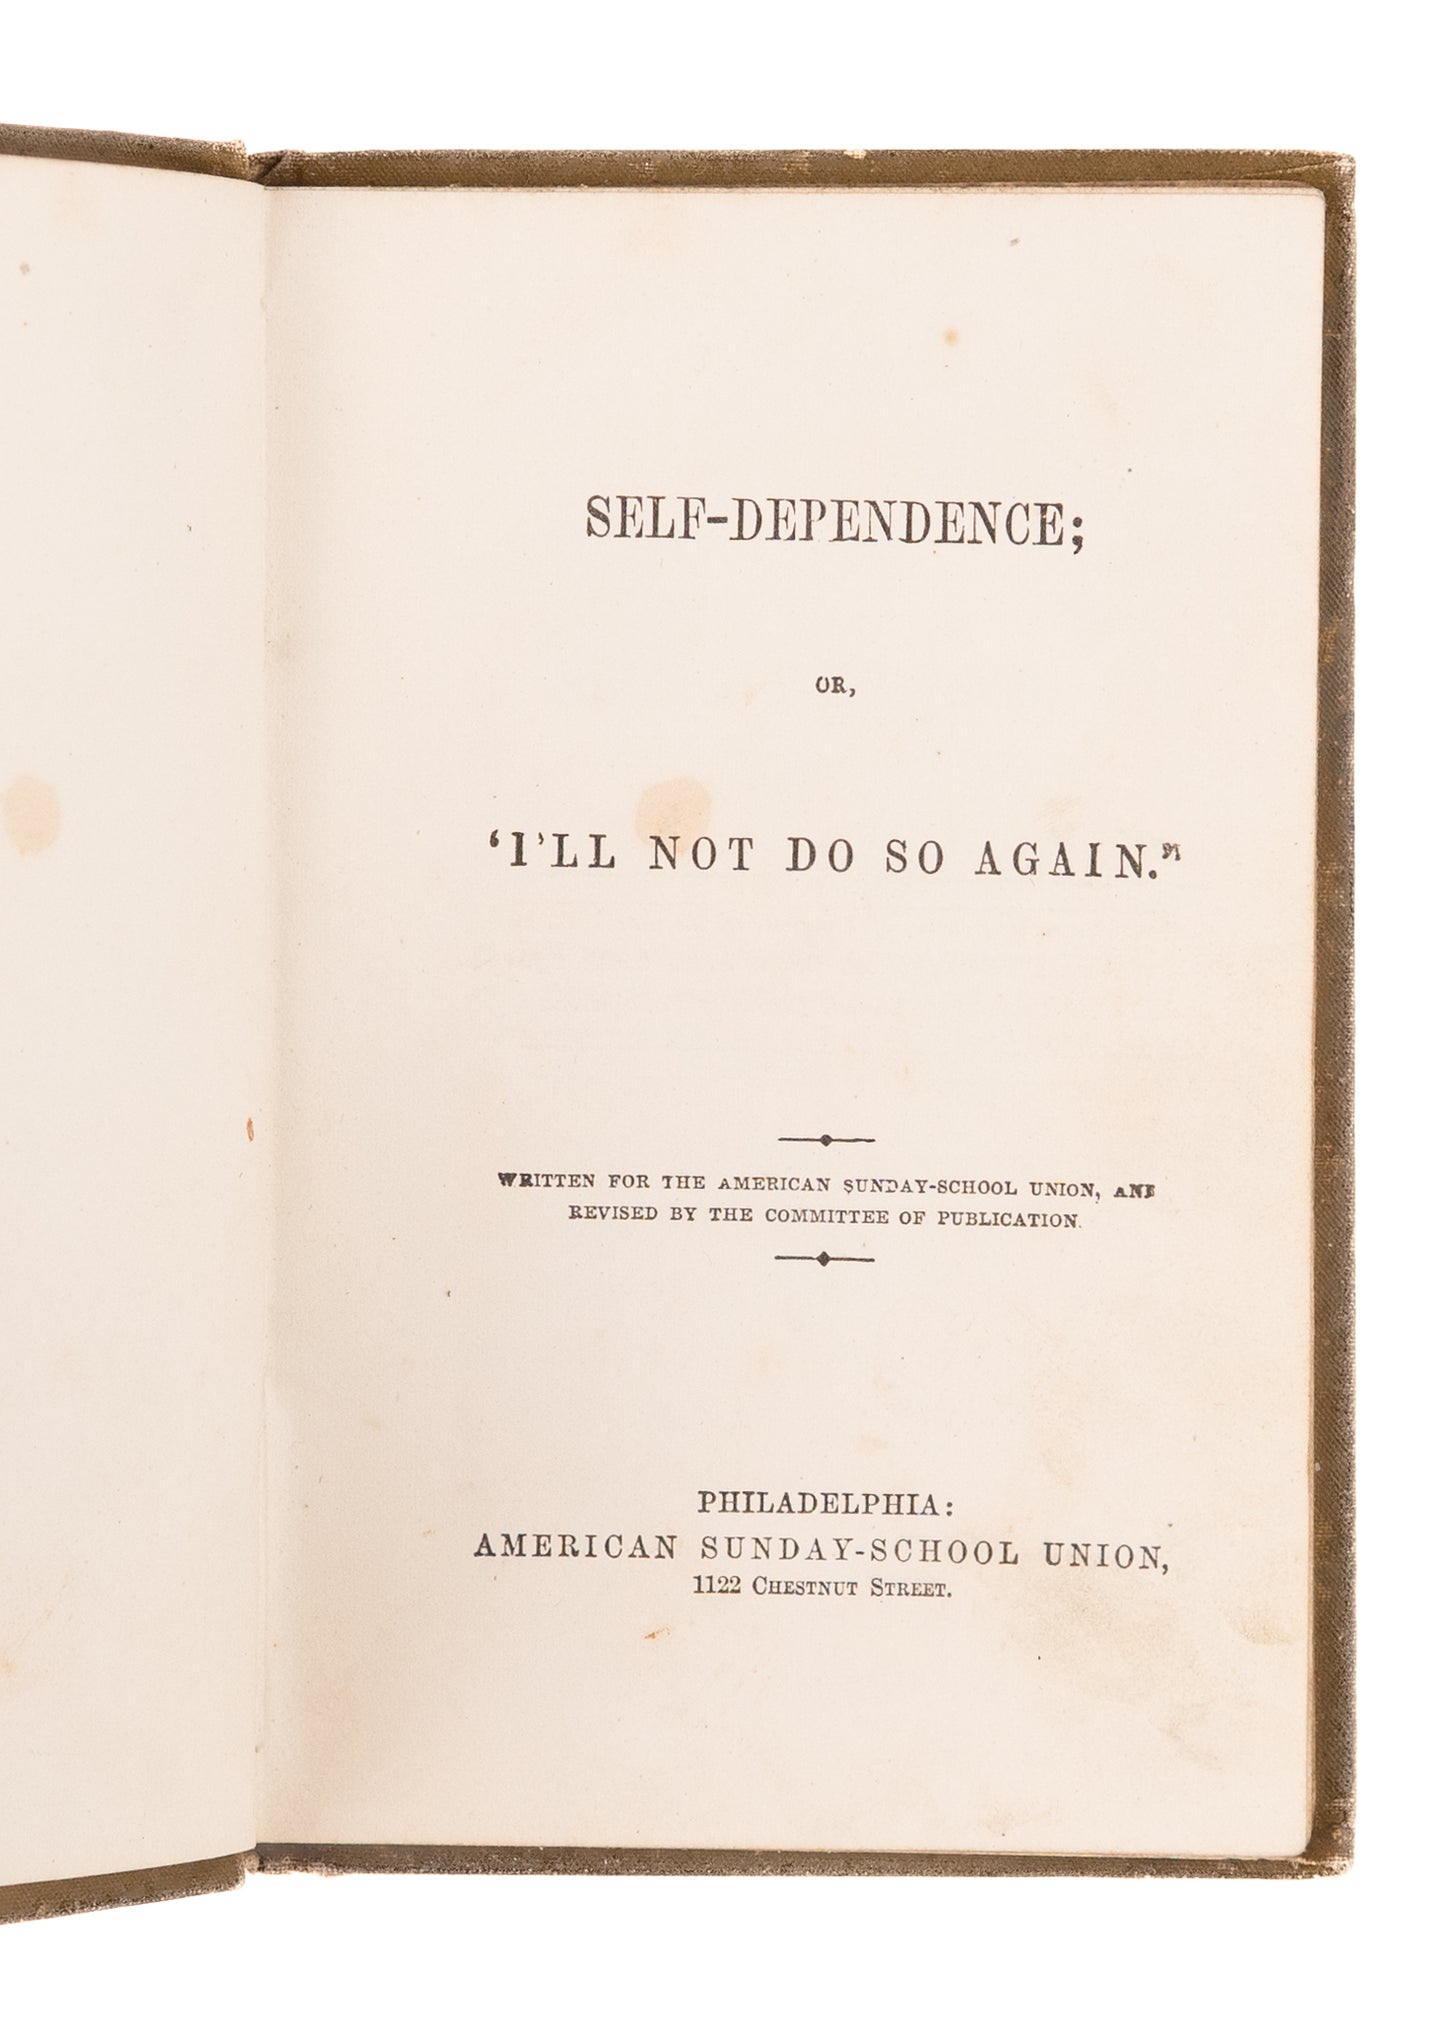 SELF-DEPENDENCE;
OR,
‘I’LL NOT DO SO AGAIN.”
WRITTEN FOR THE AMERICAN SUNDAY-SCHOOL UNION, AND
REVISED BY THE COMMITTEE OF PUBLICATION.
PHILADELPHIA:
AMERICAN SUNDAY-SCHOOL UNION,
1122 CHESTNUT STREET.